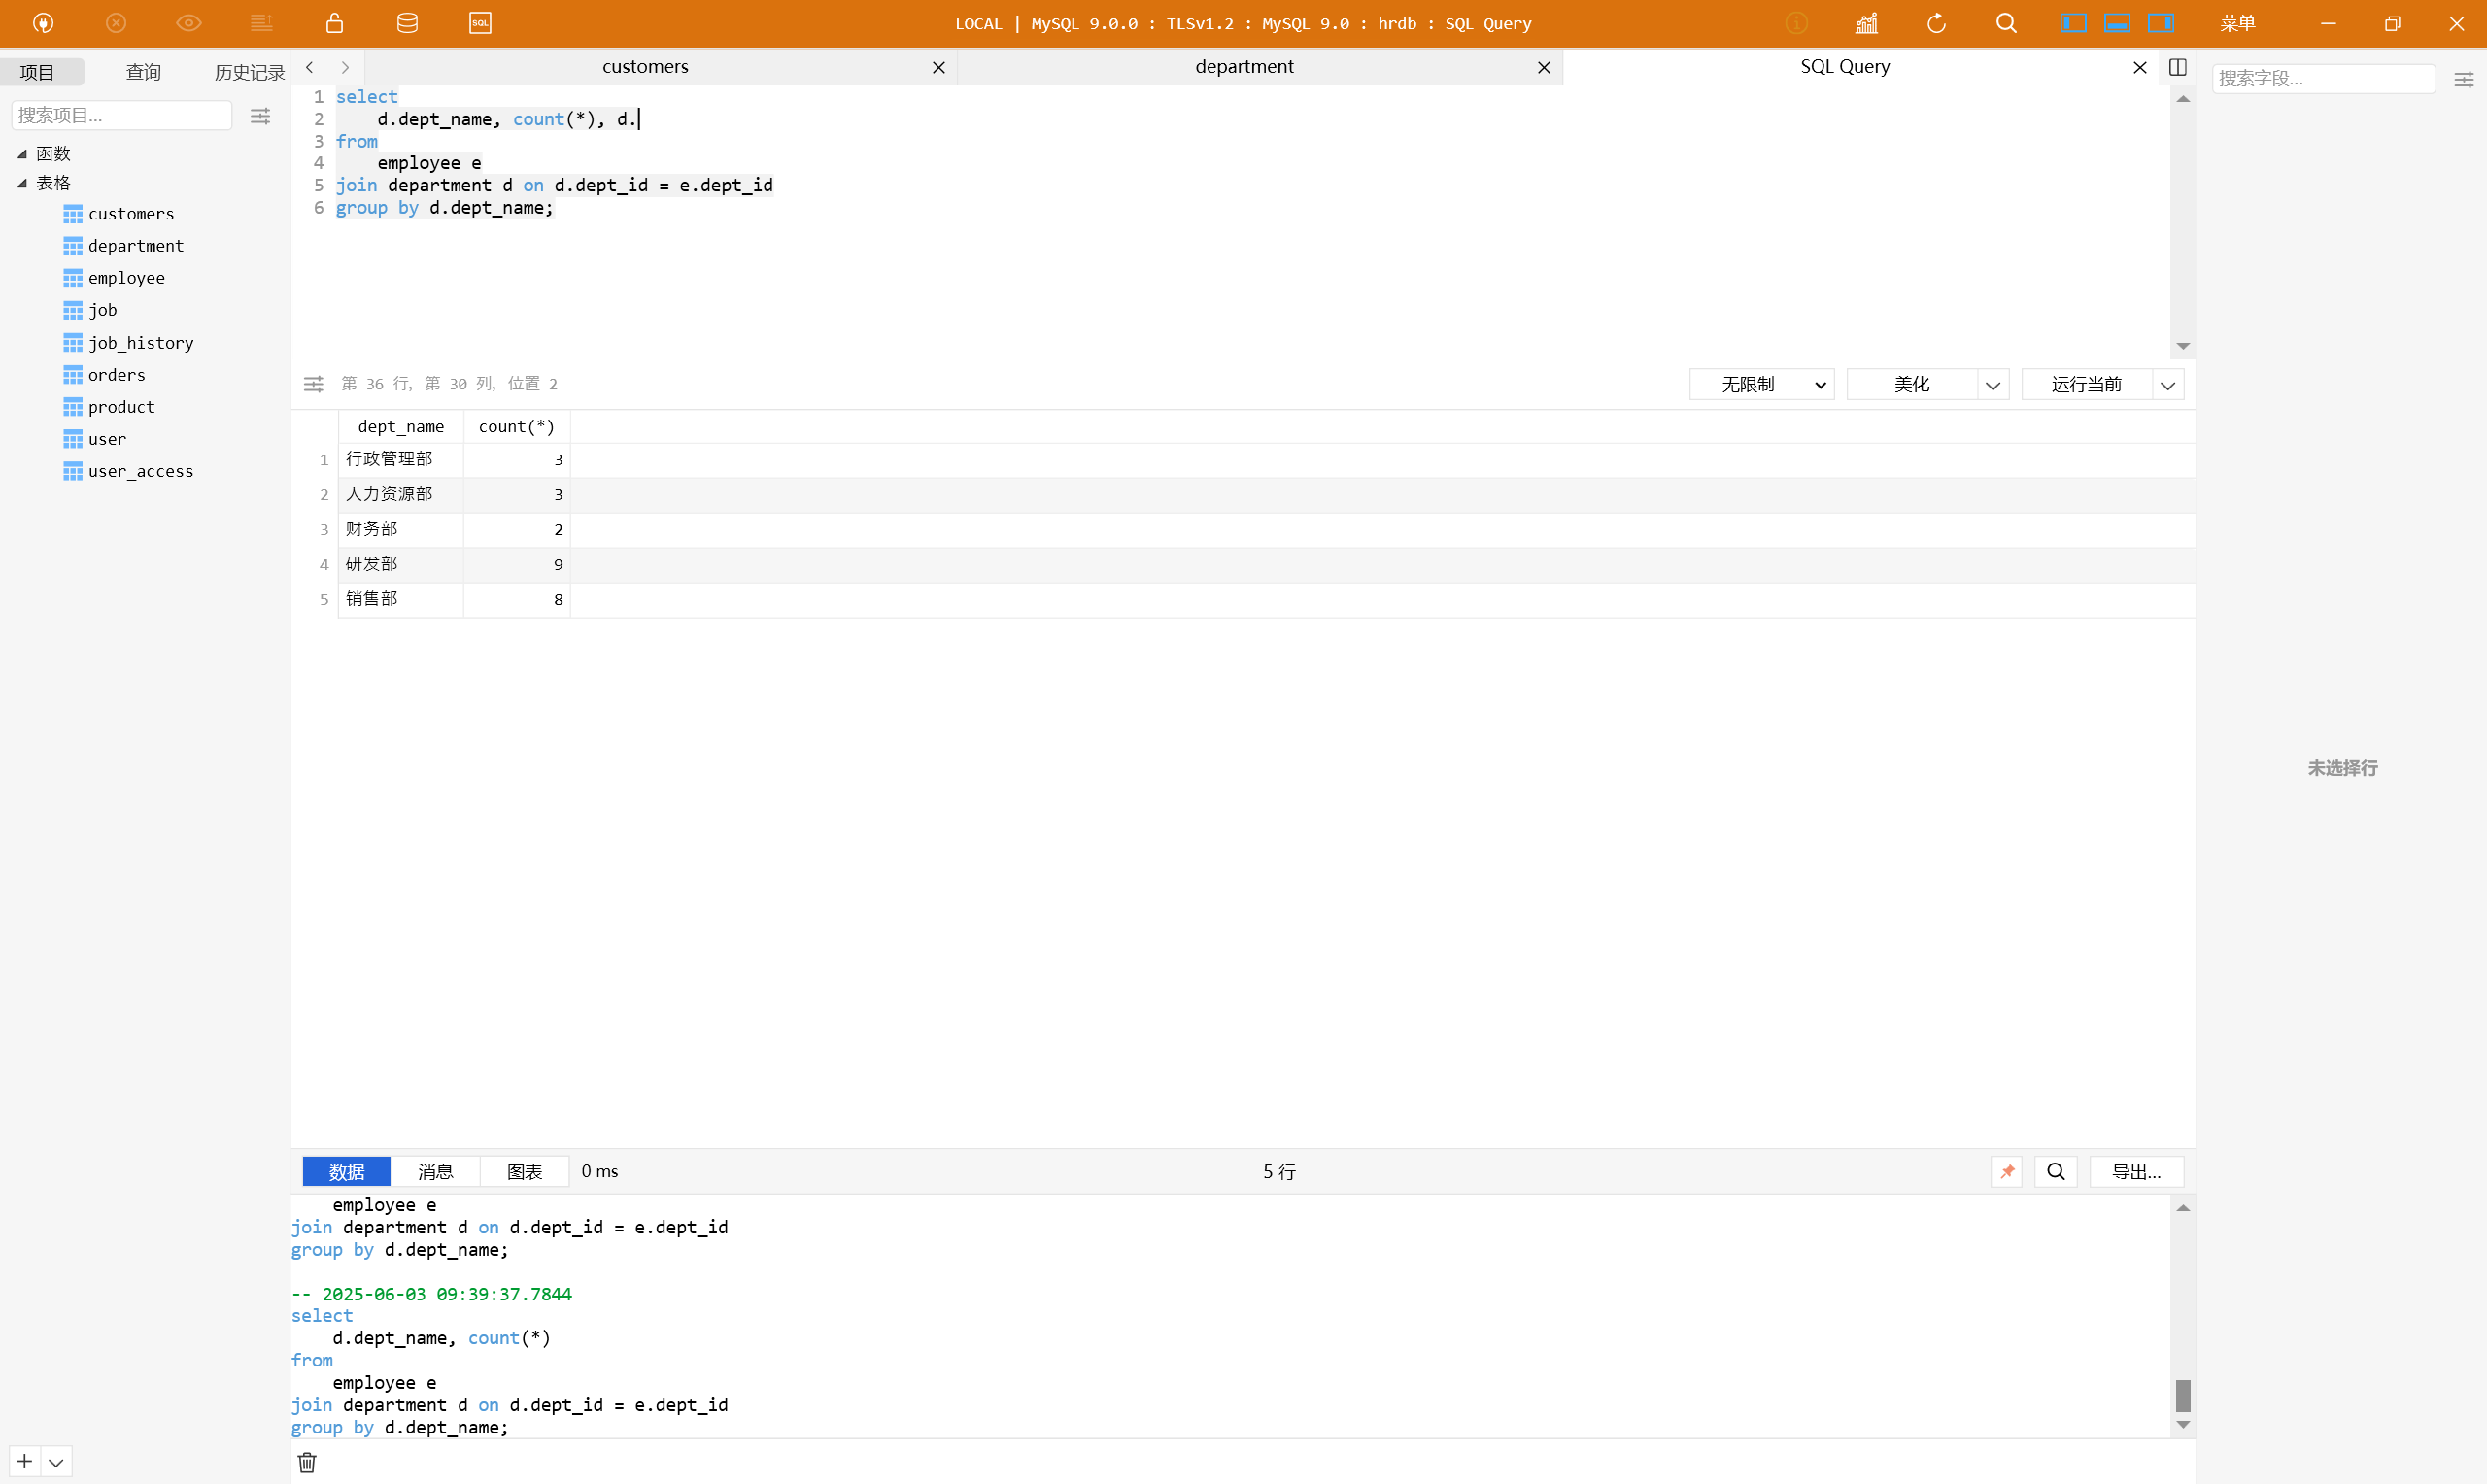 LOCAL | MySQL 9.0.0 : TLSv1.2 : MySQL 9.0 : hrdb : SQL Query
SQL
菜单
项目
查询
历史记录
搜索项目...
函数
表格
customers
department
employee
job
job_history
orders
product
user
user_access
customers
department
SQL Query
1 select
2 d.dept_name, count(*), d.
3 from
4 employee e
5 join department d on d.dept_id = e.dept_id
6 group by d.dept_name;
第 36 行, 第 30 列, 位置 2
无限制
美化
运行当前
dept_name count(*)
1 行政管理部 3
2 人力资源部 3
3 财务部 2
4 研发部 9
5 销售部 8
数据
消息
图表
0 ms
5 行
导出...
employee e
join department d on d.dept_id = e.dept_id
group by d.dept_name;
-- 2025-06-03 09:39:37.7844
select
d.dept_name, count(*)
from
employee e
join department d on d.dept_id = e.dept_id
group by d.dept_name;
搜索字段...
未选择行